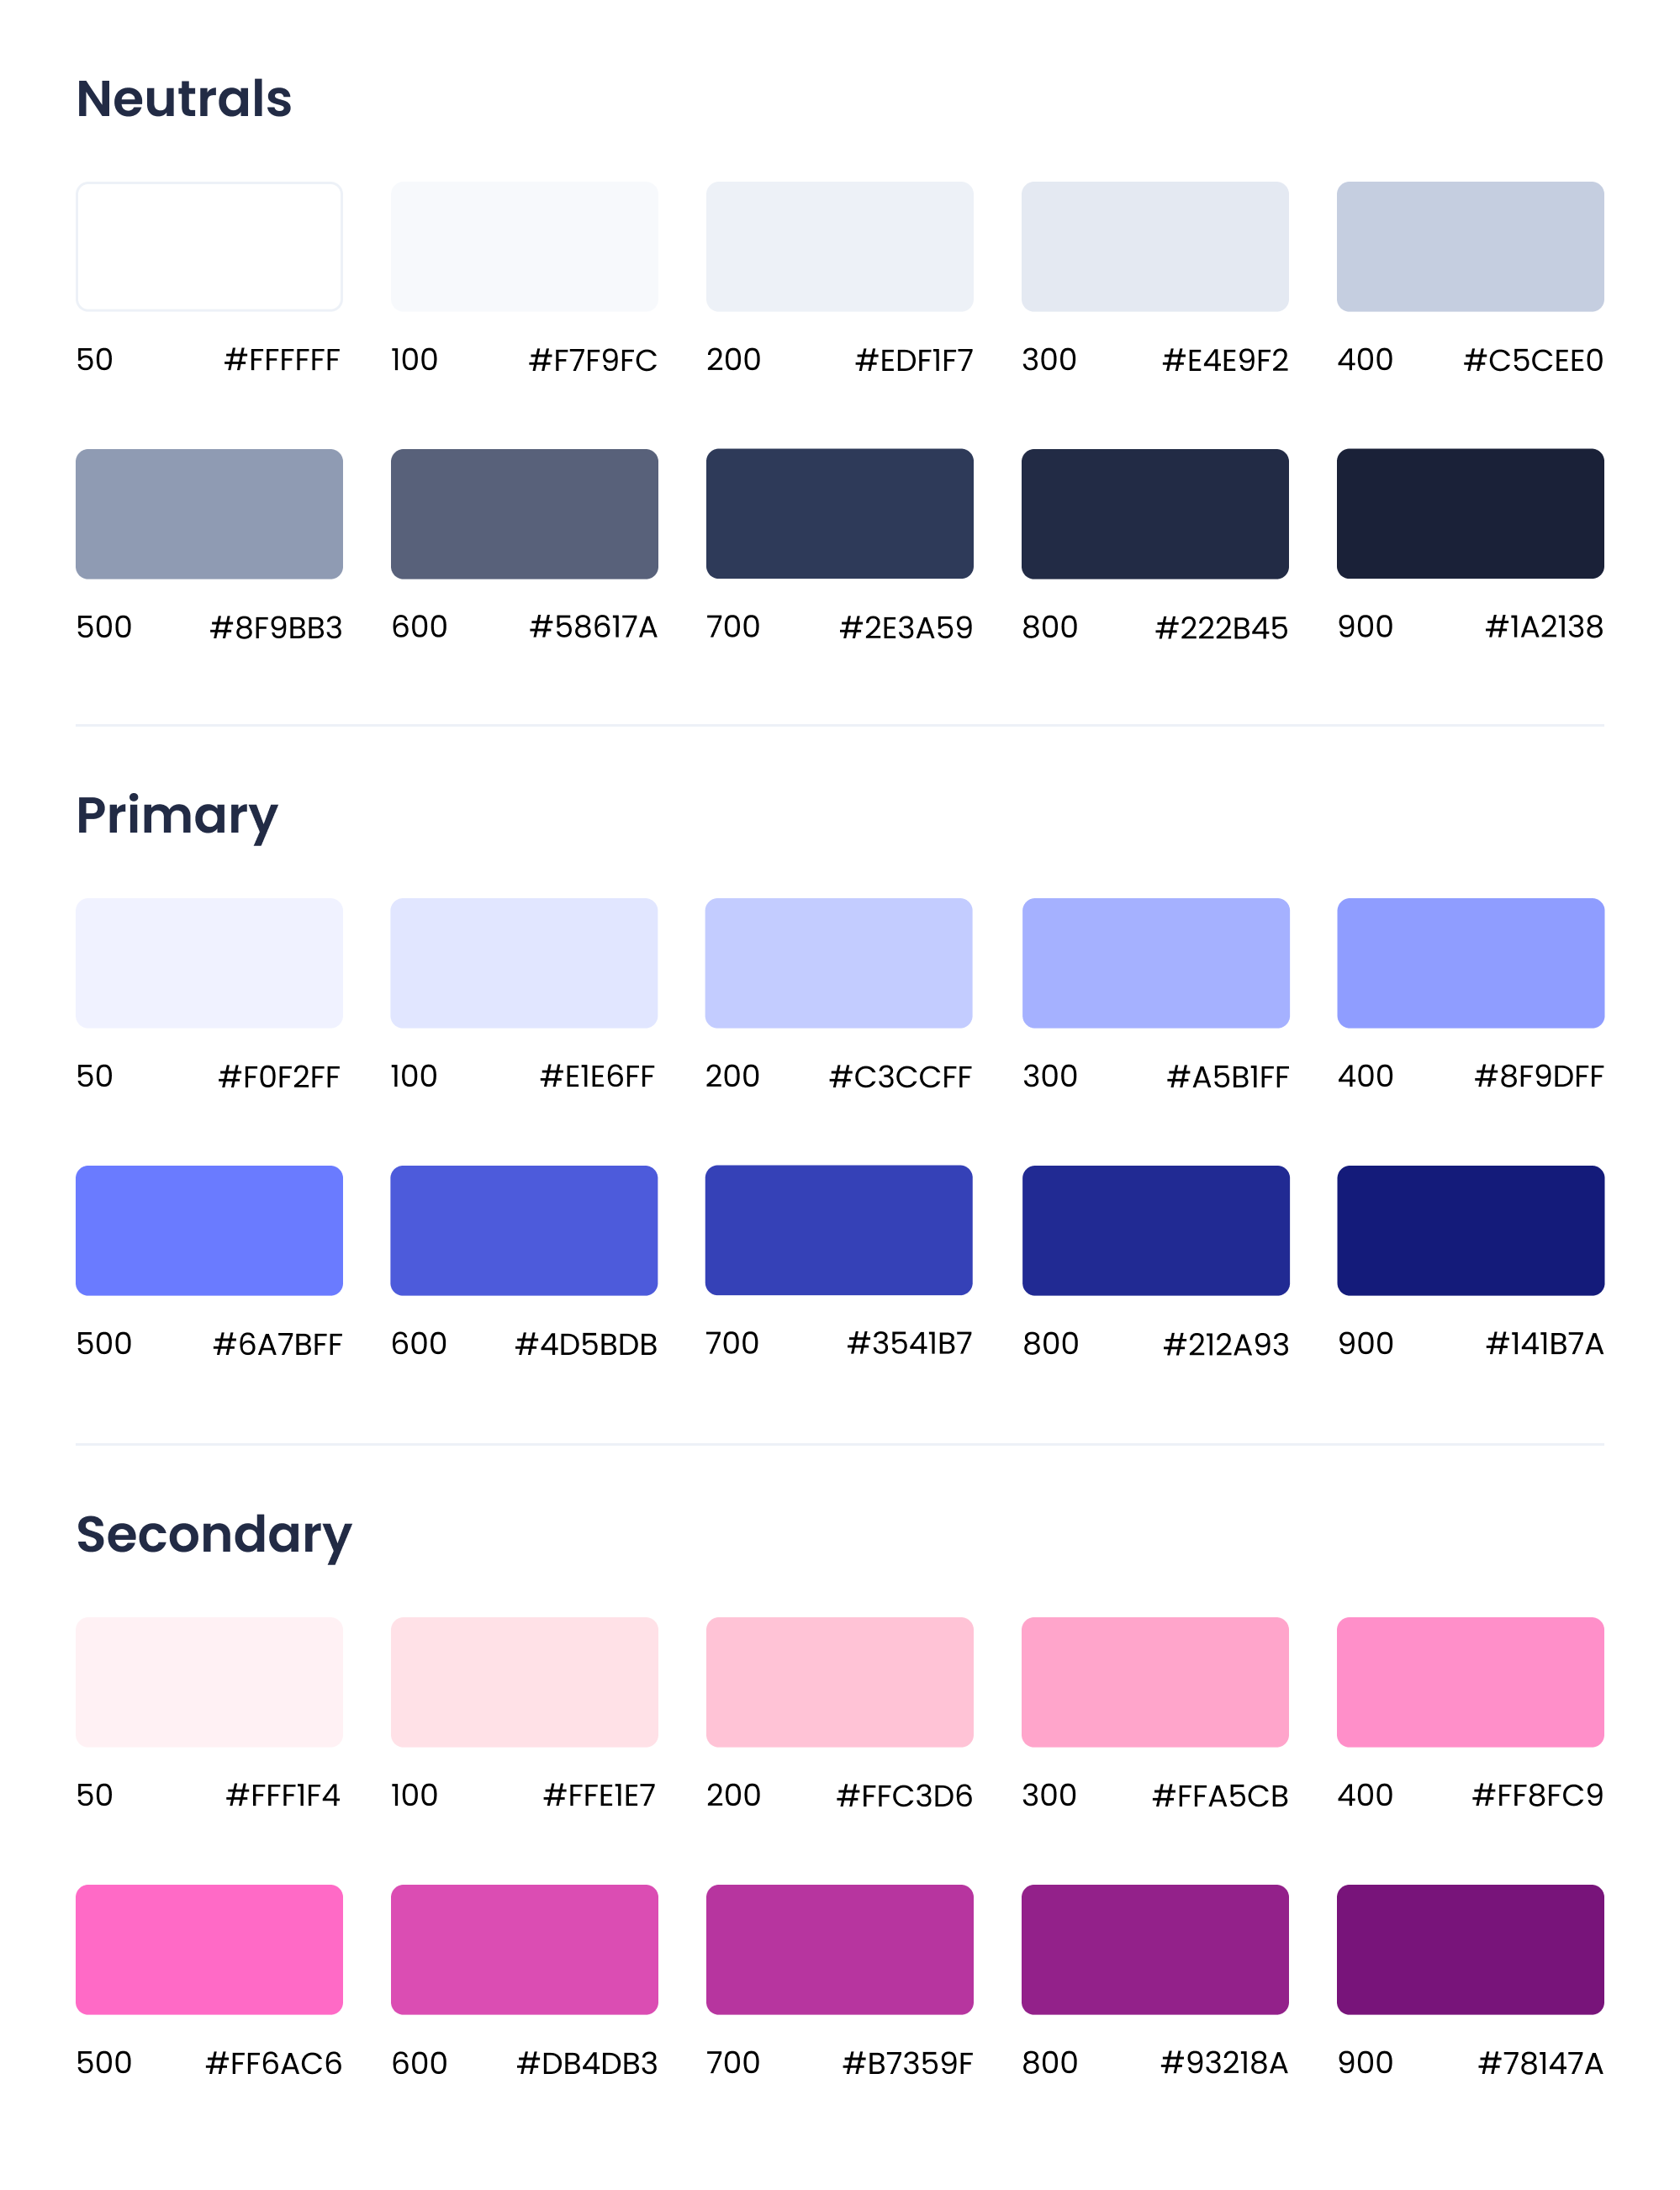 Neutrals
50 #FFFFFF 100 #F7F9FC 200 #EDF1F7 300 #E4E9F2 400 #C5CEE0
500 #8F9BB3 600 #58617A 700 #2E3A59 800 #222B45 900 #1A2138
Primary
50 #F0F2FF 100 #E1E6FF 200 #C3CCFF 300 #A5B1FF 400 #8F9DFF
500 #6A7BFF 600 #4D5BDB 700 #3541B7 800 #212A93 900 #141B7A
Secondary
50 #FFF1F4 100 #FFE1E7 200 #FFC3D6 300 #FFA5CB 400 #FF8FC9
500 #FF6AC6 600 #DB4DB3 700 #B7359F 800 #93218A 900 #78147A